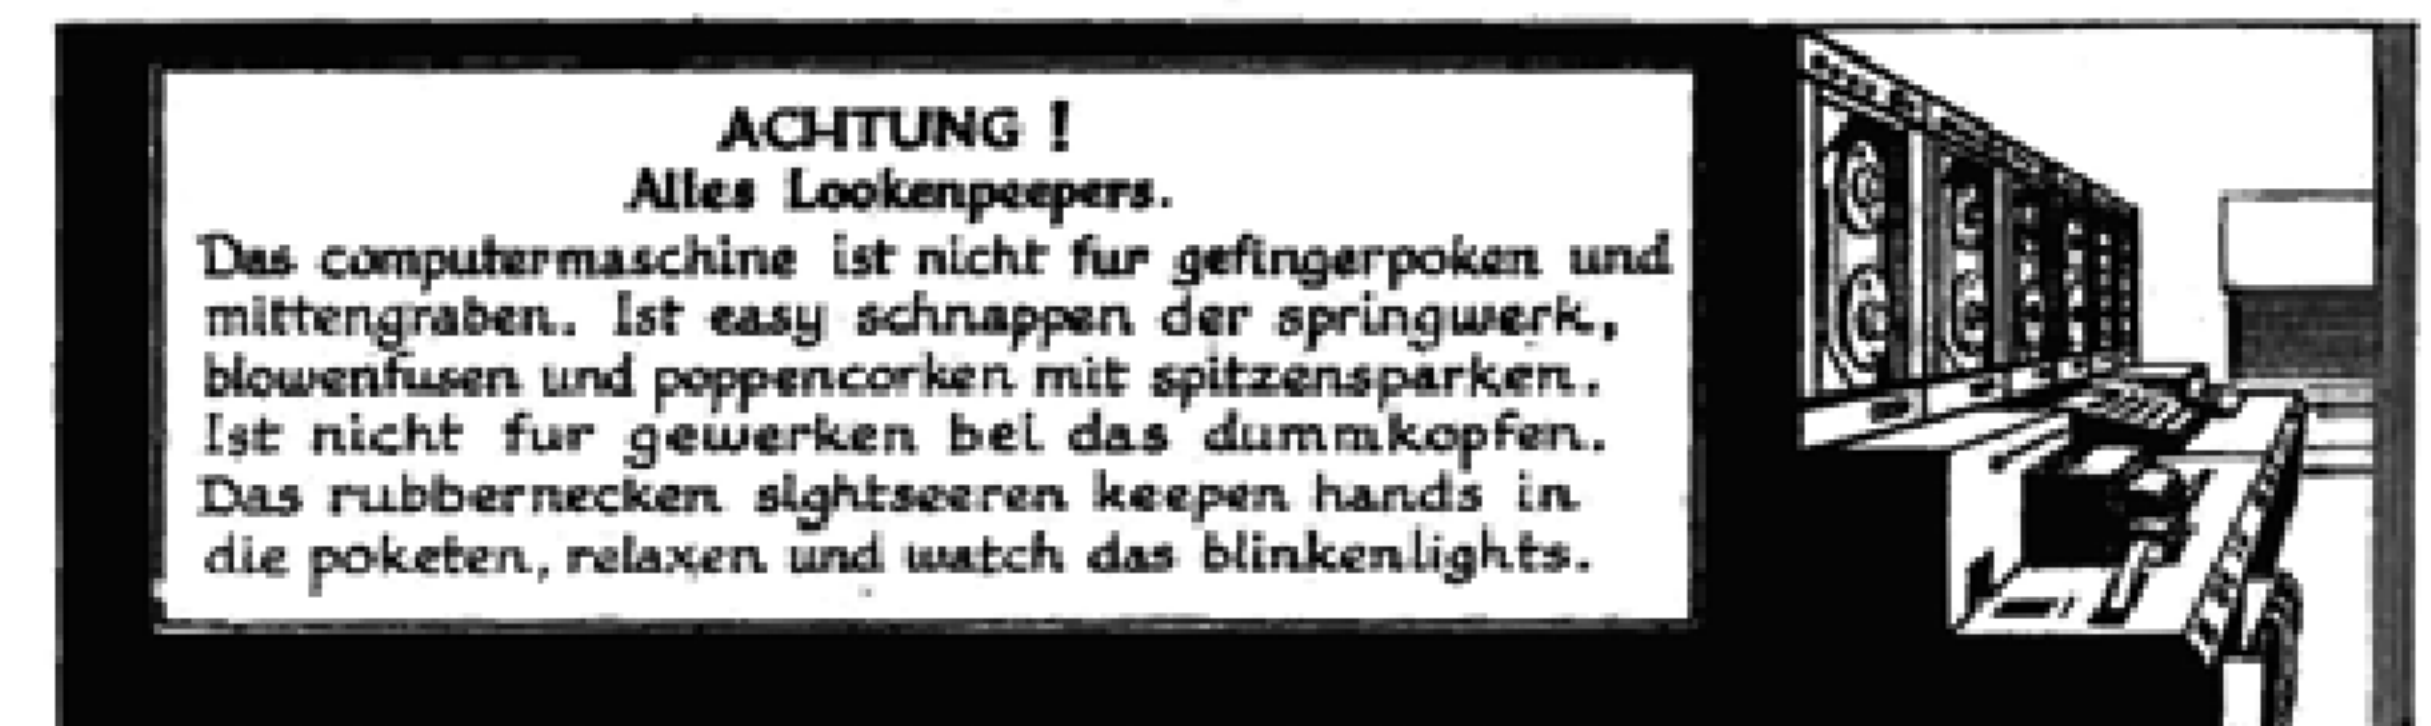 ACHTUNG !
Alles Lookenpeepers.
Das computermaschine ist nicht fur gefingerpoken und
mittengraben. Ist easy schnappen der springwerk,
blowenfusen und poppencorken mit spitzensparken.
Ist nicht fur gewerken bei das dummkopfen.
Das rubbernecken sightseeren keepen hands in
die poketen, relaxen und watch das blinkenlights.